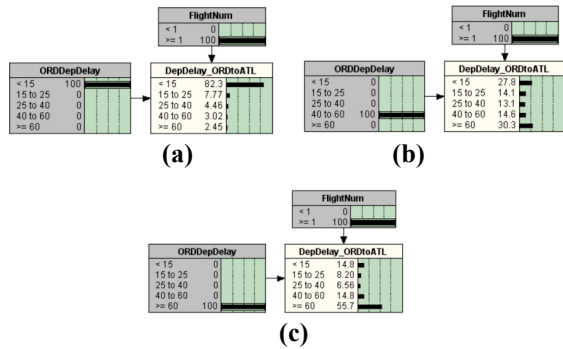 FlightNum
< 1 0
>= 1 100
ORDDepDelay
< 15 100
15 to 25 0
25 to 40 0
40 to 60 0
>= 60 0
DepDelay_ORDtoATL
< 15 82.3
15 to 25 7.77
25 to 40 4.46
40 to 60 3.02
>= 60 2.45
(a)
FlightNum
< 1 0
>= 1 100
ORDDepDelay
< 15 0
15 to 25 0
25 to 40 0
40 to 60 100
>= 60 0
DepDelay_ORDtoATL
< 15 27.8
15 to 25 14.1
25 to 40 13.1
40 to 60 14.6
>= 60 30.3
(b)
FlightNum
< 1 0
>= 1 100
ORDDepDelay
< 15 0
15 to 25 0
25 to 40 0
40 to 60 0
>= 60 100
DepDelay_ORDtoATL
< 15 14.8
15 to 25 8.20
25 to 40 6.56
40 to 60 14.8
>= 60 55.7
(c)